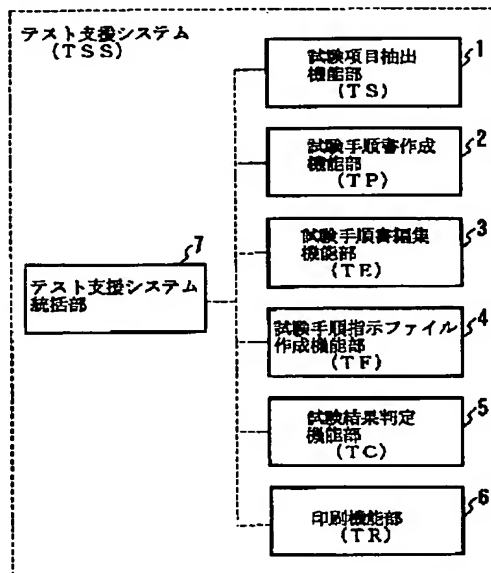 テスト支援システム
(TSS)
試験項目抽出
機能部
(TS)
1
試験手順書作成
機能部
(TP)
2
試験手順書編集
機能部
(TE)
3
7
テスト支援システム
統括部
試験手順指示ファイル
作成機能部
(TF)
4
試験結果判定
機能部
(TC)
5
印刷機能部
(TR)
6